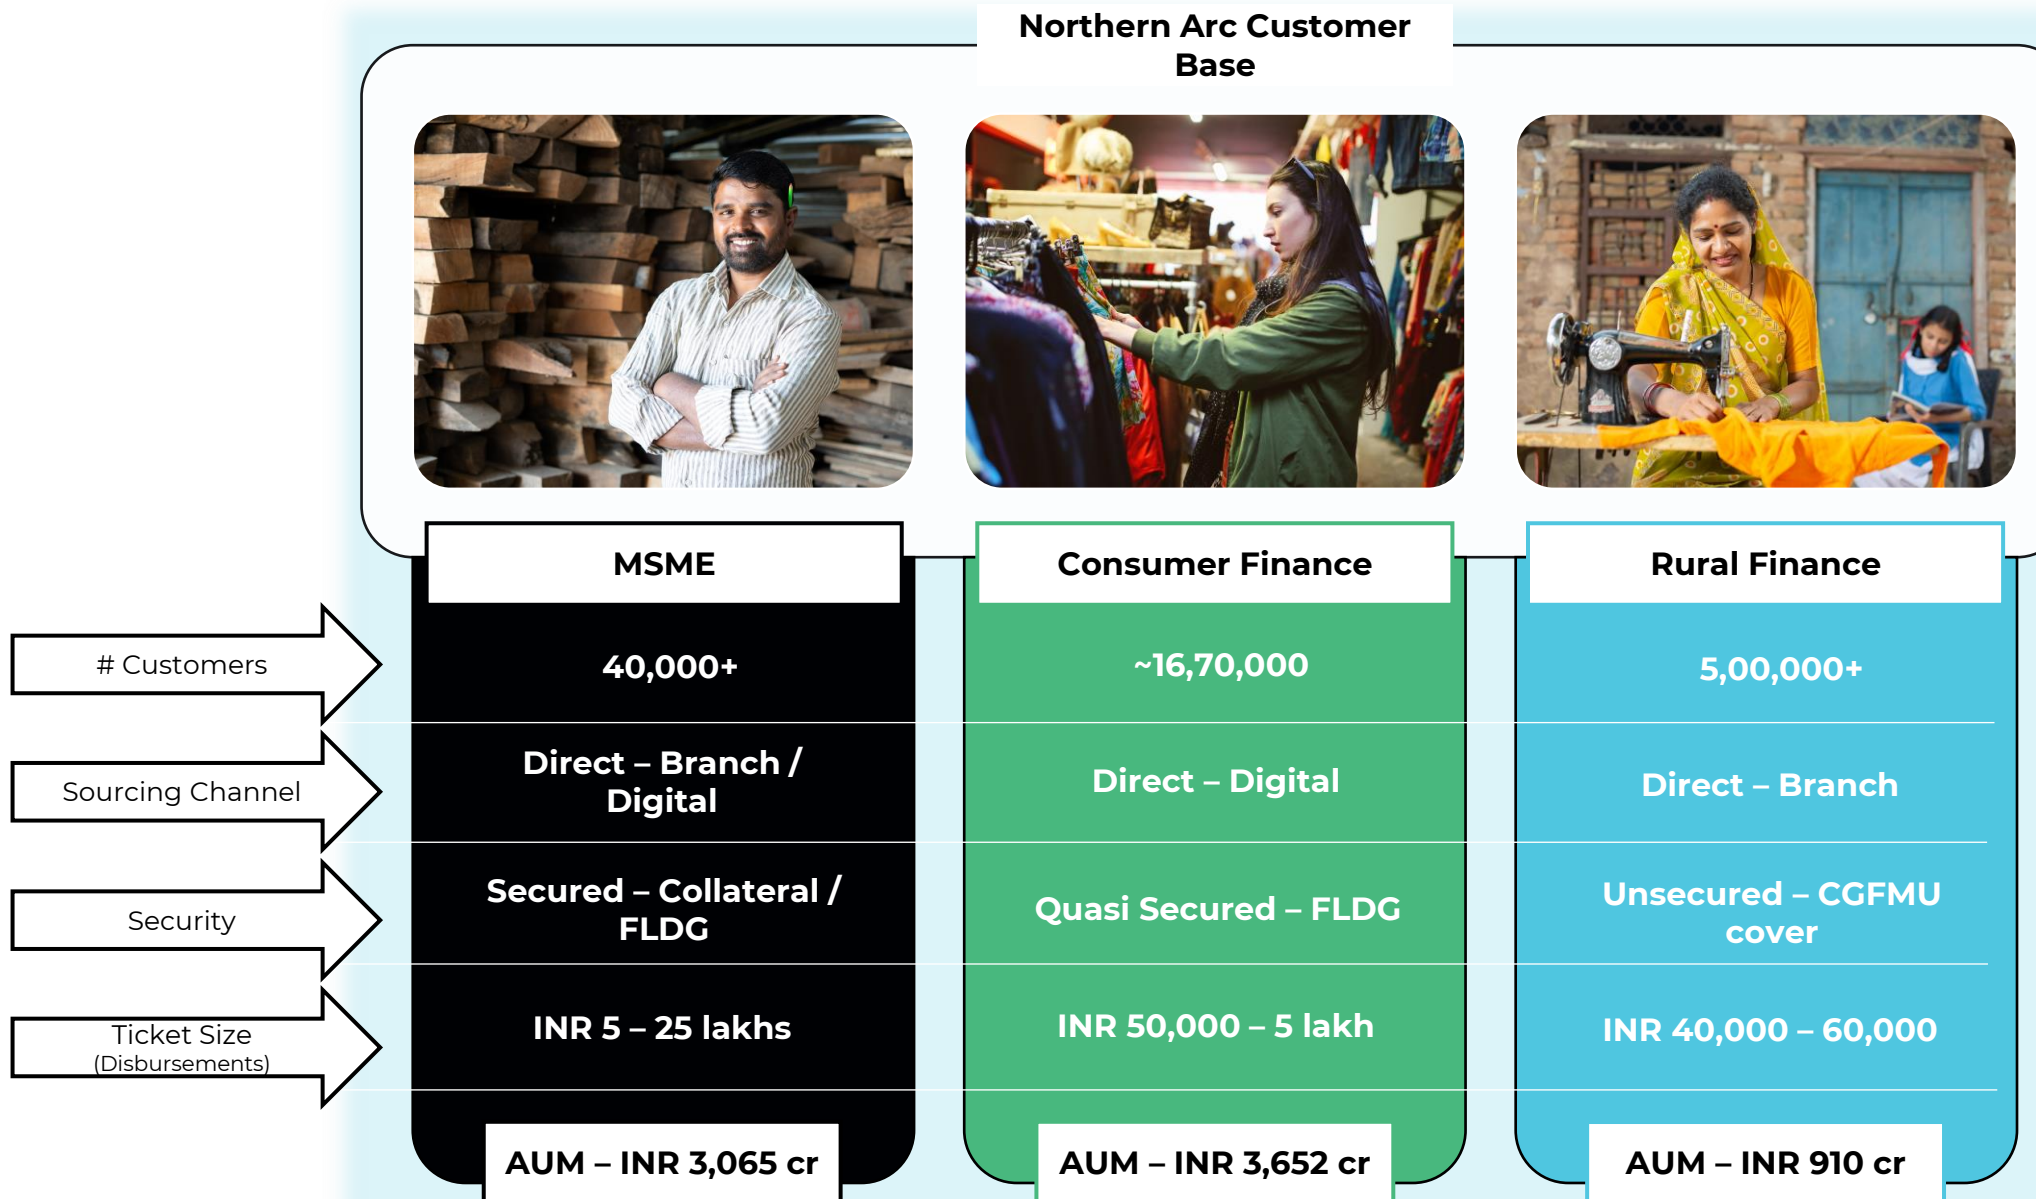 Northern Arc Customer
Base
MSME
Consumer Finance
Rural Finance
# Customers
40,000+
~16,70,000
5,00,000+
Sourcing Channel
Direct – Branch /
Digital
Direct – Digital
Direct – Branch
Security
Secured – Collateral /
FLDG
Quasi Secured – FLDG
Unsecured – CGFMU
cover
Ticket Size
(Disbursements)
INR 5 – 25 lakhs
INR 50,000 – 5 lakh
INR 40,000 – 60,000
AUM – INR 3,065 cr
AUM – INR 3,652 cr
AUM – INR 910 cr